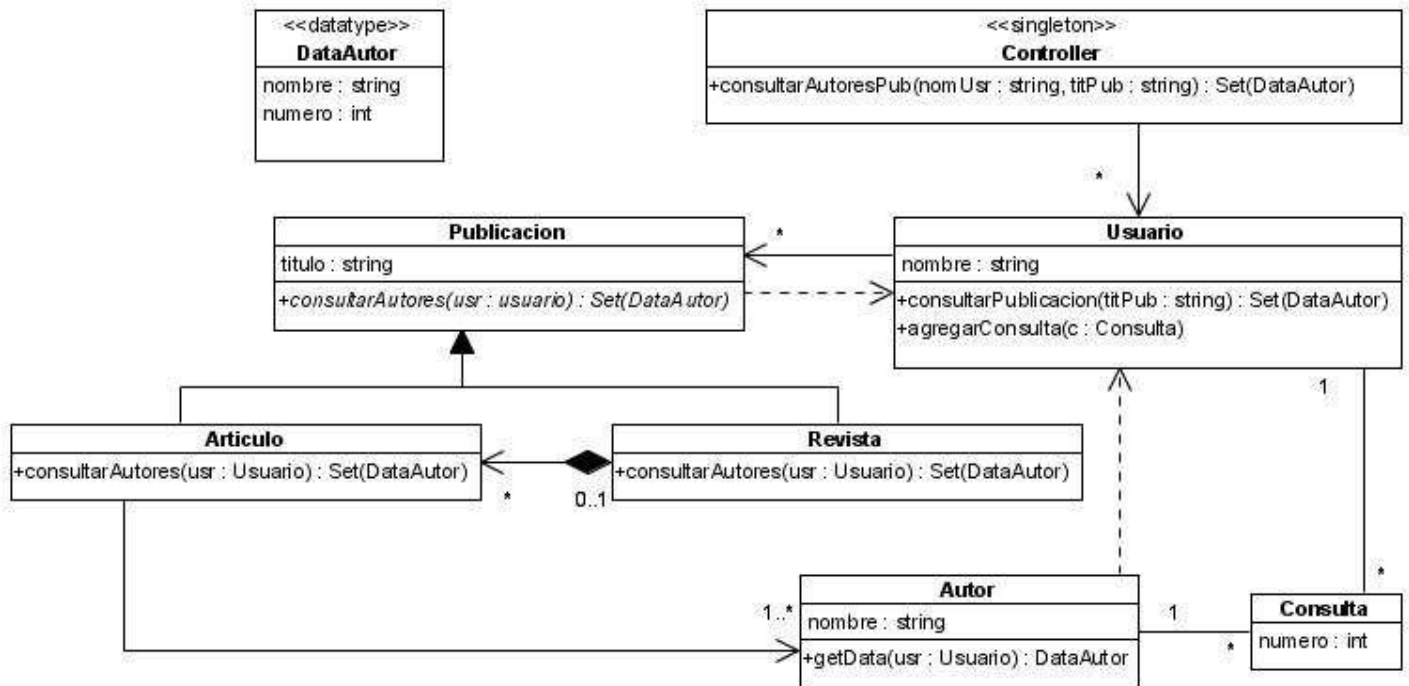 <<datatype>>
DataAutor
nombre : string
numero : int
<<singleton>>
Controller
+consultarAutoresPub(nomUsr : string, titPub : string) : Set(DataAutor)
*
Publicacion
titulo : string
+consultarAutores(usr : usuario) : Set(DataAutor)
*
Usuario
nombre : string
+consultarPublicacion(titPub : string) : Set(DataAutor)
+agregarConsulta(c : Consulta)
1
Articulo
+consultarAutores(usr : Usuario) : Set(DataAutor)
*
0..1
Revista
+consultarAutores(usr : Usuario) : Set(DataAutor)
*
1..*
Autor
nombre : string
+getData(usr : Usuario) : DataAutor
1
*
Consulta
numero : int